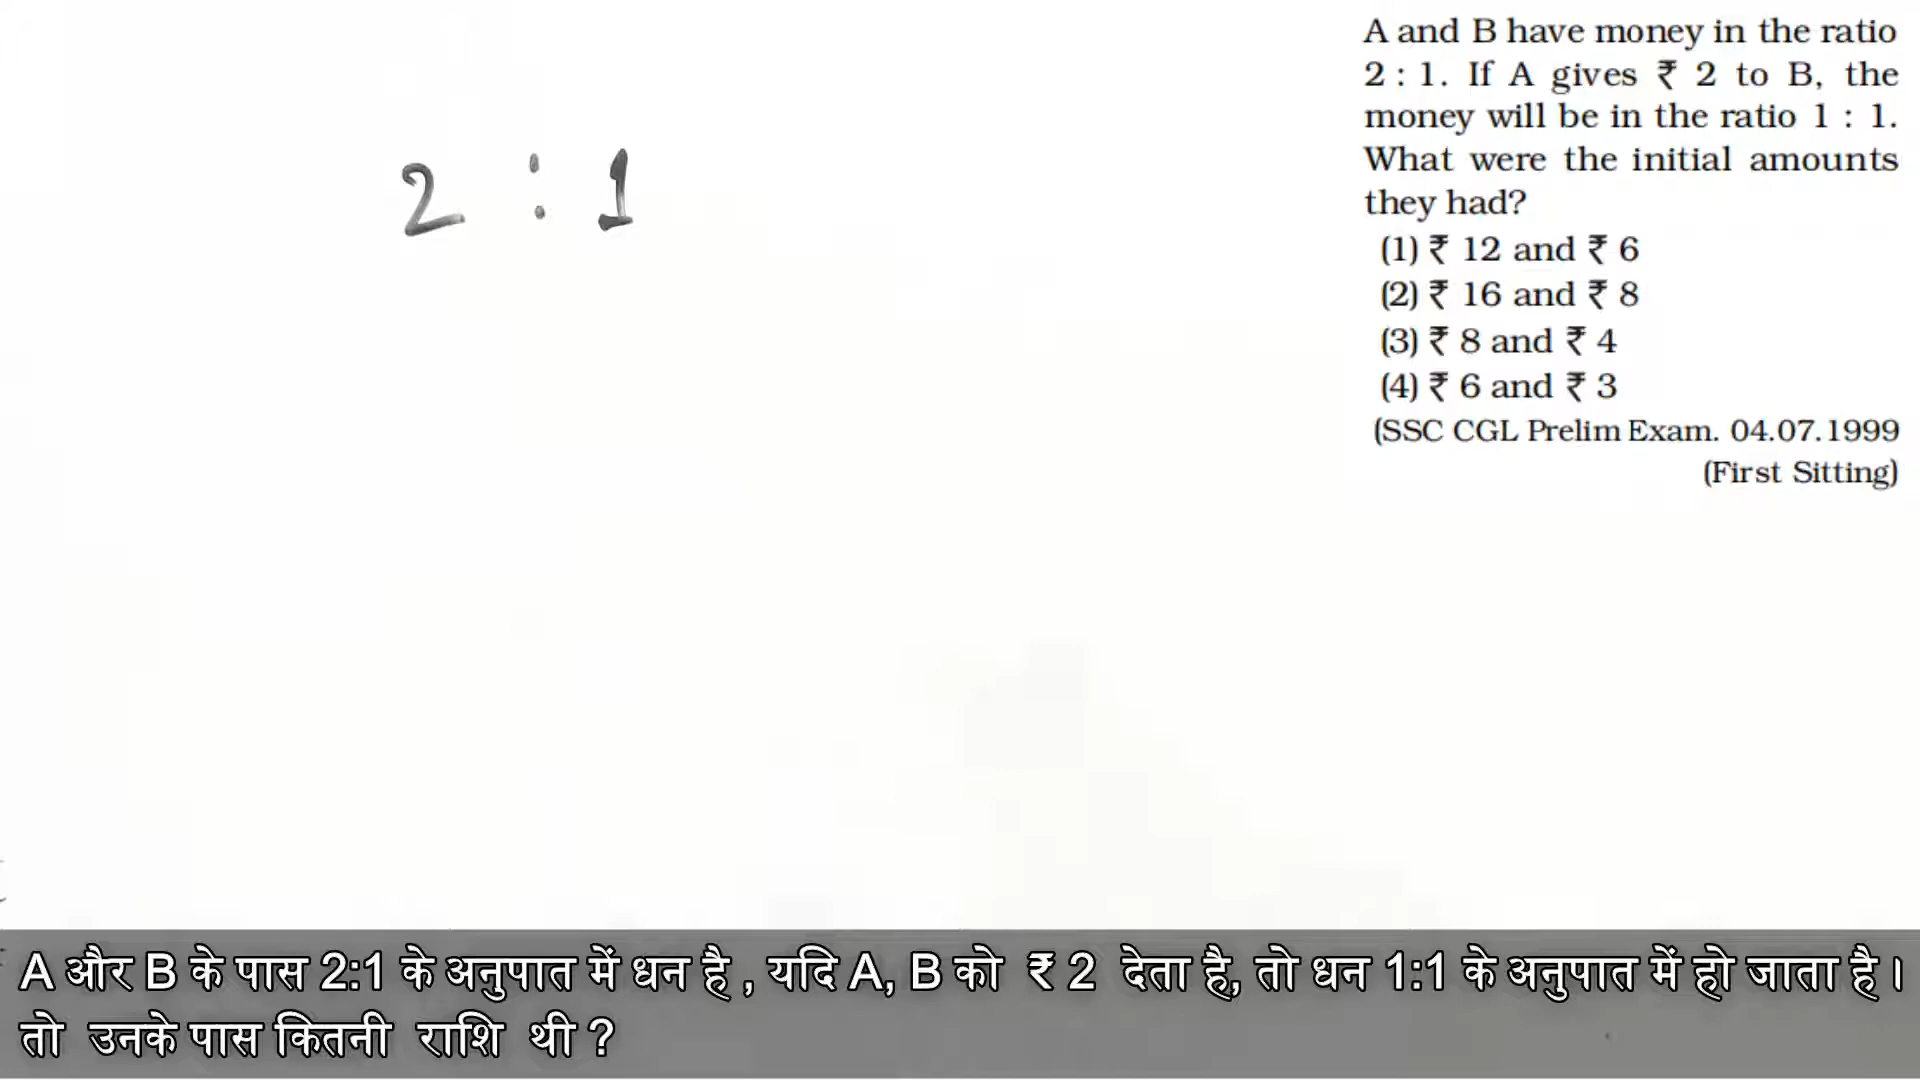 2 : 1
A and B have money in the ratio
2 : 1. If A gives ₹ 2 to B, the
money will be in the ratio 1 : 1.
What were the initial amounts
they had?
(1) ₹ 12 and ₹ 6
(2) ₹ 16 and ₹ 8
(3) ₹ 8 and ₹ 4
(4) ₹ 6 and ₹ 3
(SSC CGL Prelim Exam. 04.07.1999
(First Sitting)
A और B के पास 2:1 के अनुपात में धन है , यदि A, B को ₹ 2 देता है, तो धन 1:1 के अनुपात में हो जाता है।
तो उनके पास कितनी राशि थी ?